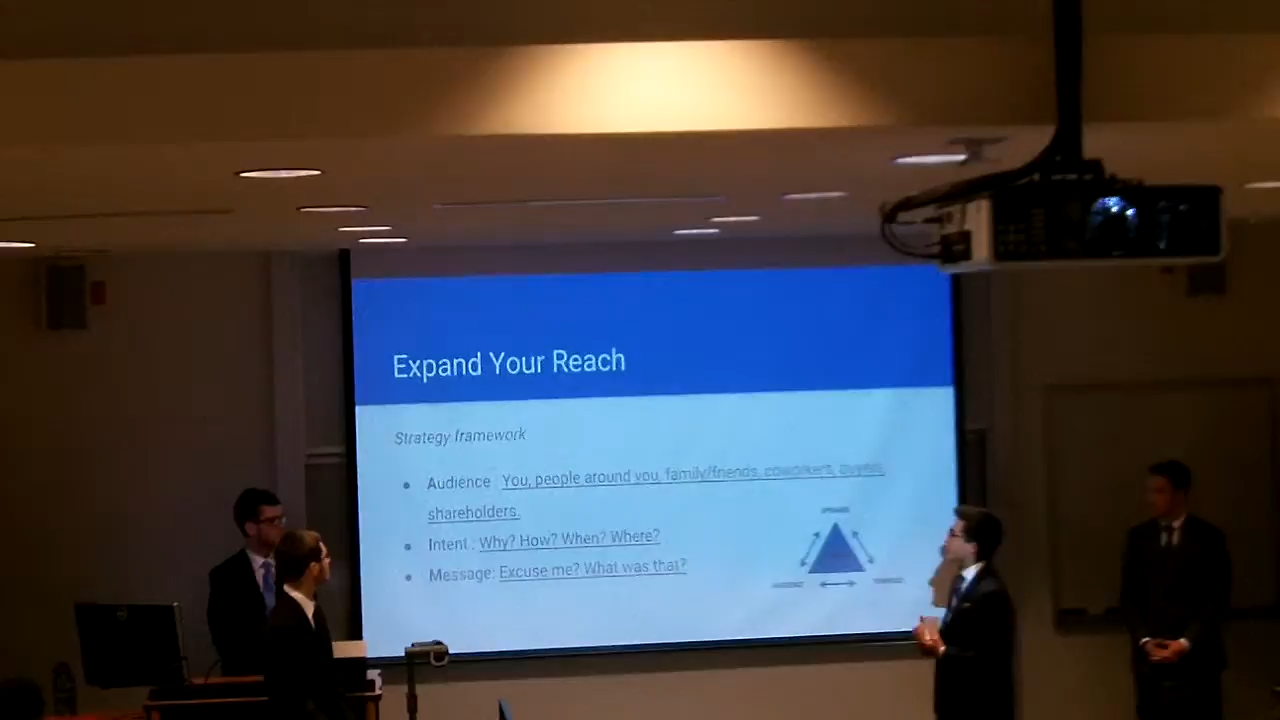 Expand Your Reach
Strategy framework
Audience : You, people around you, family/friends, coworkers, buyers,
shareholders.
Intent : Why? How? When? Where?
Message: Excuse me? What was that?